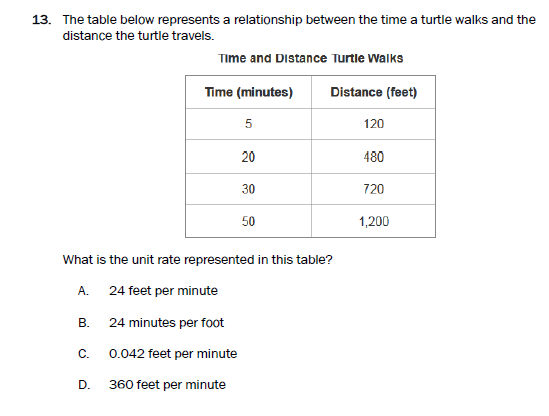 13. The table below represents a relationship between the time a turtle walks and the
distance the turtle travels.
Time and Distance Turtle Walks
Time (minutes) Distance (feet)
5 120
20 480
30 720
50 1,200
What is the unit rate represented in this table?
A. 24 feet per minute
B. 24 minutes per foot
C. 0.042 feet per minute
D. 360 feet per minute